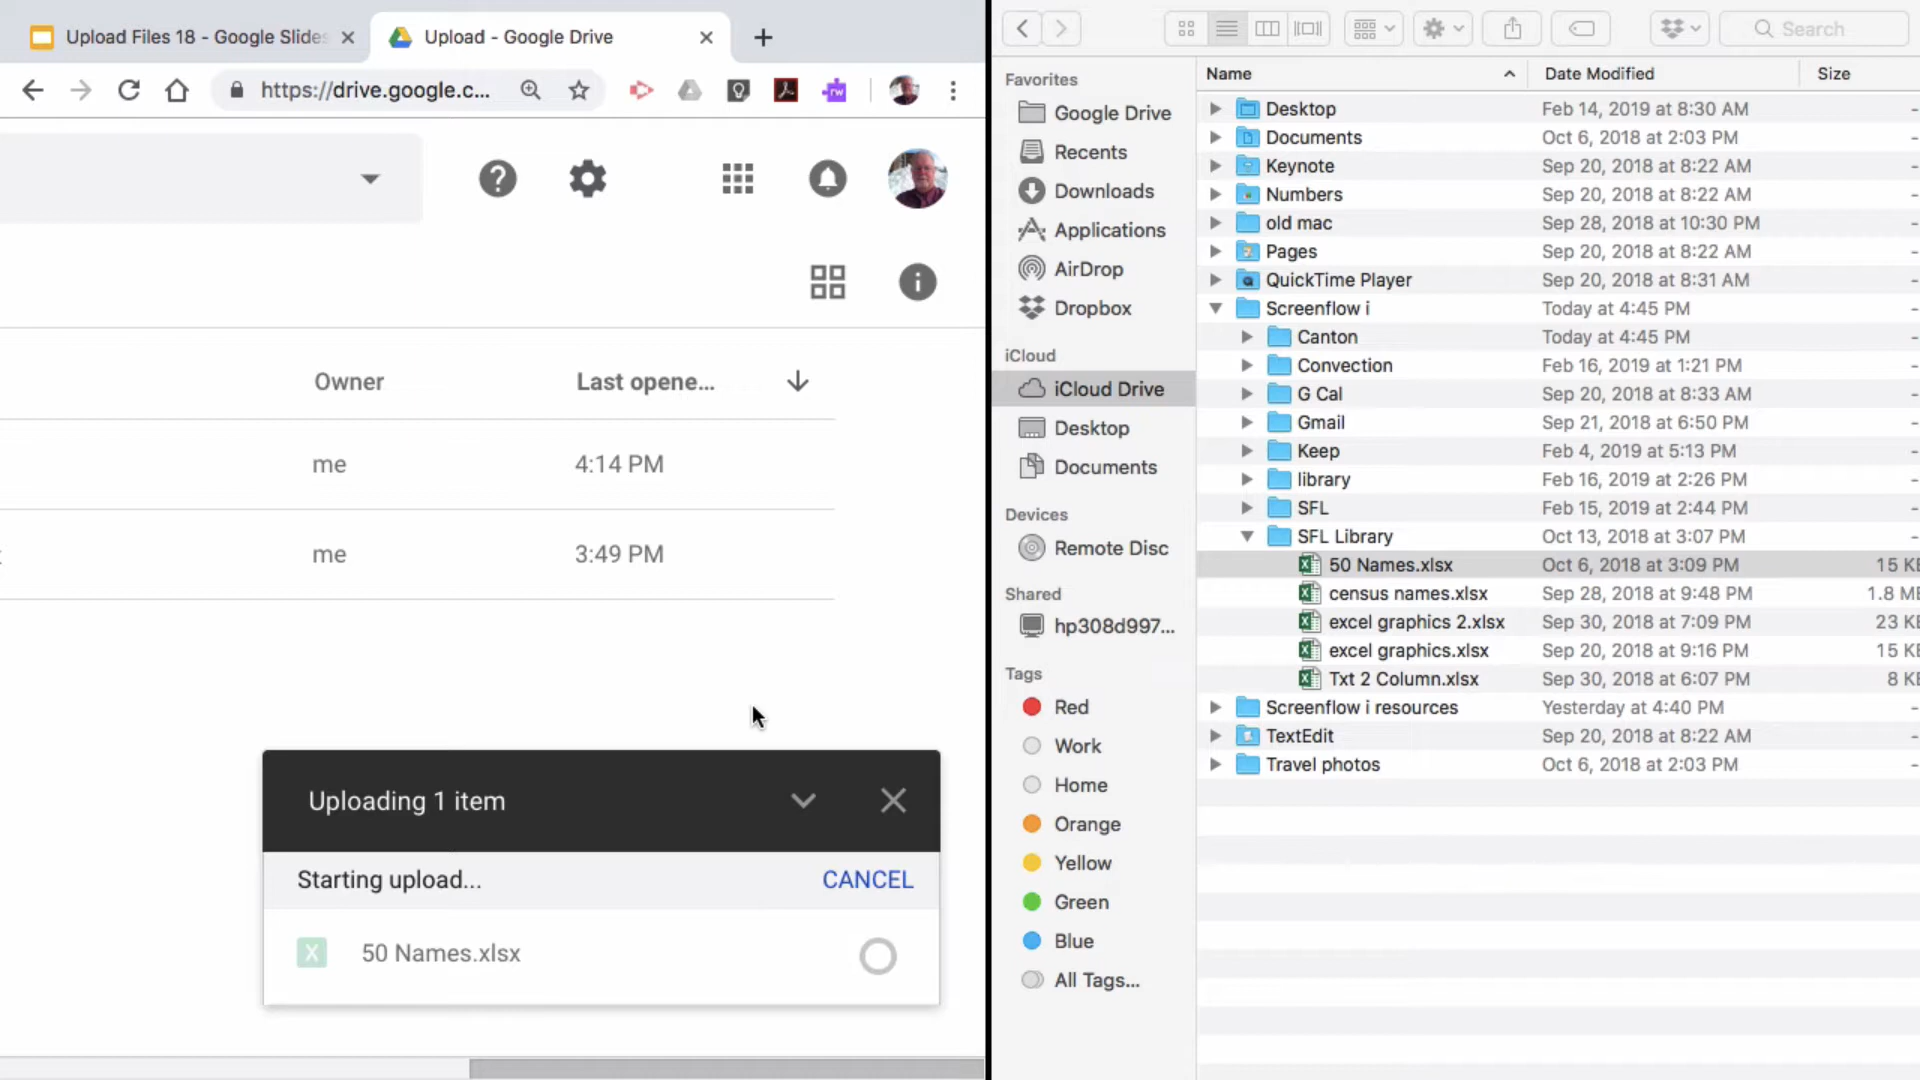 Upload Files 18 - Google Slides
Upload - Google Drive
https://drive.google.c...
Owner
Last opene...
me
4:14 PM
me
3:49 PM
Uploading 1 item
Starting upload...
CANCEL
50 Names.xlsx
Search
Favorites
Google Drive
Recents
Downloads
Applications
AirDrop
Dropbox
iCloud
iCloud Drive
Desktop
Documents
Devices
Remote Disc
Shared
hp308d997...
Tags
Red
Work
Home
Orange
Yellow
Green
Blue
All Tags...
Name Date Modified Size
Desktop Feb 14, 2019 at 8:30 AM -
Documents Oct 6, 2018 at 2:03 PM -
Keynote Sep 20, 2018 at 8:22 AM -
Numbers Sep 20, 2018 at 8:22 AM -
old mac Sep 28, 2018 at 10:30 PM -
Pages Sep 20, 2018 at 8:22 AM -
QuickTime Player Sep 20, 2018 at 8:31 AM -
Screenflow i Today at 4:45 PM -
Canton Today at 4:45 PM -
Convection Feb 16, 2019 at 1:21 PM -
G Cal Sep 20, 2018 at 8:33 AM -
Gmail Sep 21, 2018 at 6:50 PM -
Keep Feb 4, 2019 at 5:13 PM -
library Feb 16, 2019 at 2:26 PM -
SFL Feb 15, 2019 at 2:44 PM -
SFL Library Oct 13, 2018 at 3:07 PM -
50 Names.xlsx Oct 6, 2018 at 3:09 PM 15 KB
census names.xlsx Sep 28, 2018 at 9:48 PM 1.8 MB
excel graphics 2.xlsx Sep 30, 2018 at 7:09 PM 23 KB
excel graphics.xlsx Sep 20, 2018 at 9:16 PM 15 KB
Txt 2 Column.xlsx Sep 30, 2018 at 6:07 PM 8 KB
Screenflow i resources Yesterday at 4:40 PM -
TextEdit Sep 20, 2018 at 8:22 AM -
Travel photos Oct 6, 2018 at 2:03 PM -